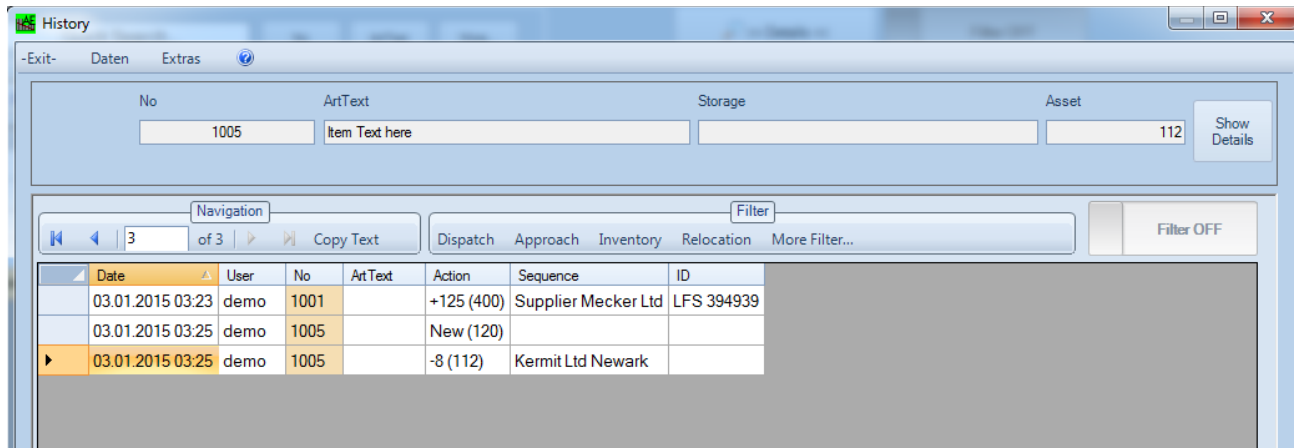 History
-Exit- Daten Extras
No ArtText Storage Asset
1005 Item Text here 112
Show
Details
Navigation Filter
3 of 3 Copy Text Dispatch Approach Inventory Relocation More Filter... Filter OFF
Date User No ArtText Action Sequence ID
03.01.2015 03:23 demo 1001 +125 (400) Supplier Mecker Ltd LFS 394939
03.01.2015 03:25 demo 1005 New (120)
03.01.2015 03:25 demo 1005 -8 (112) Kermit Ltd Newark